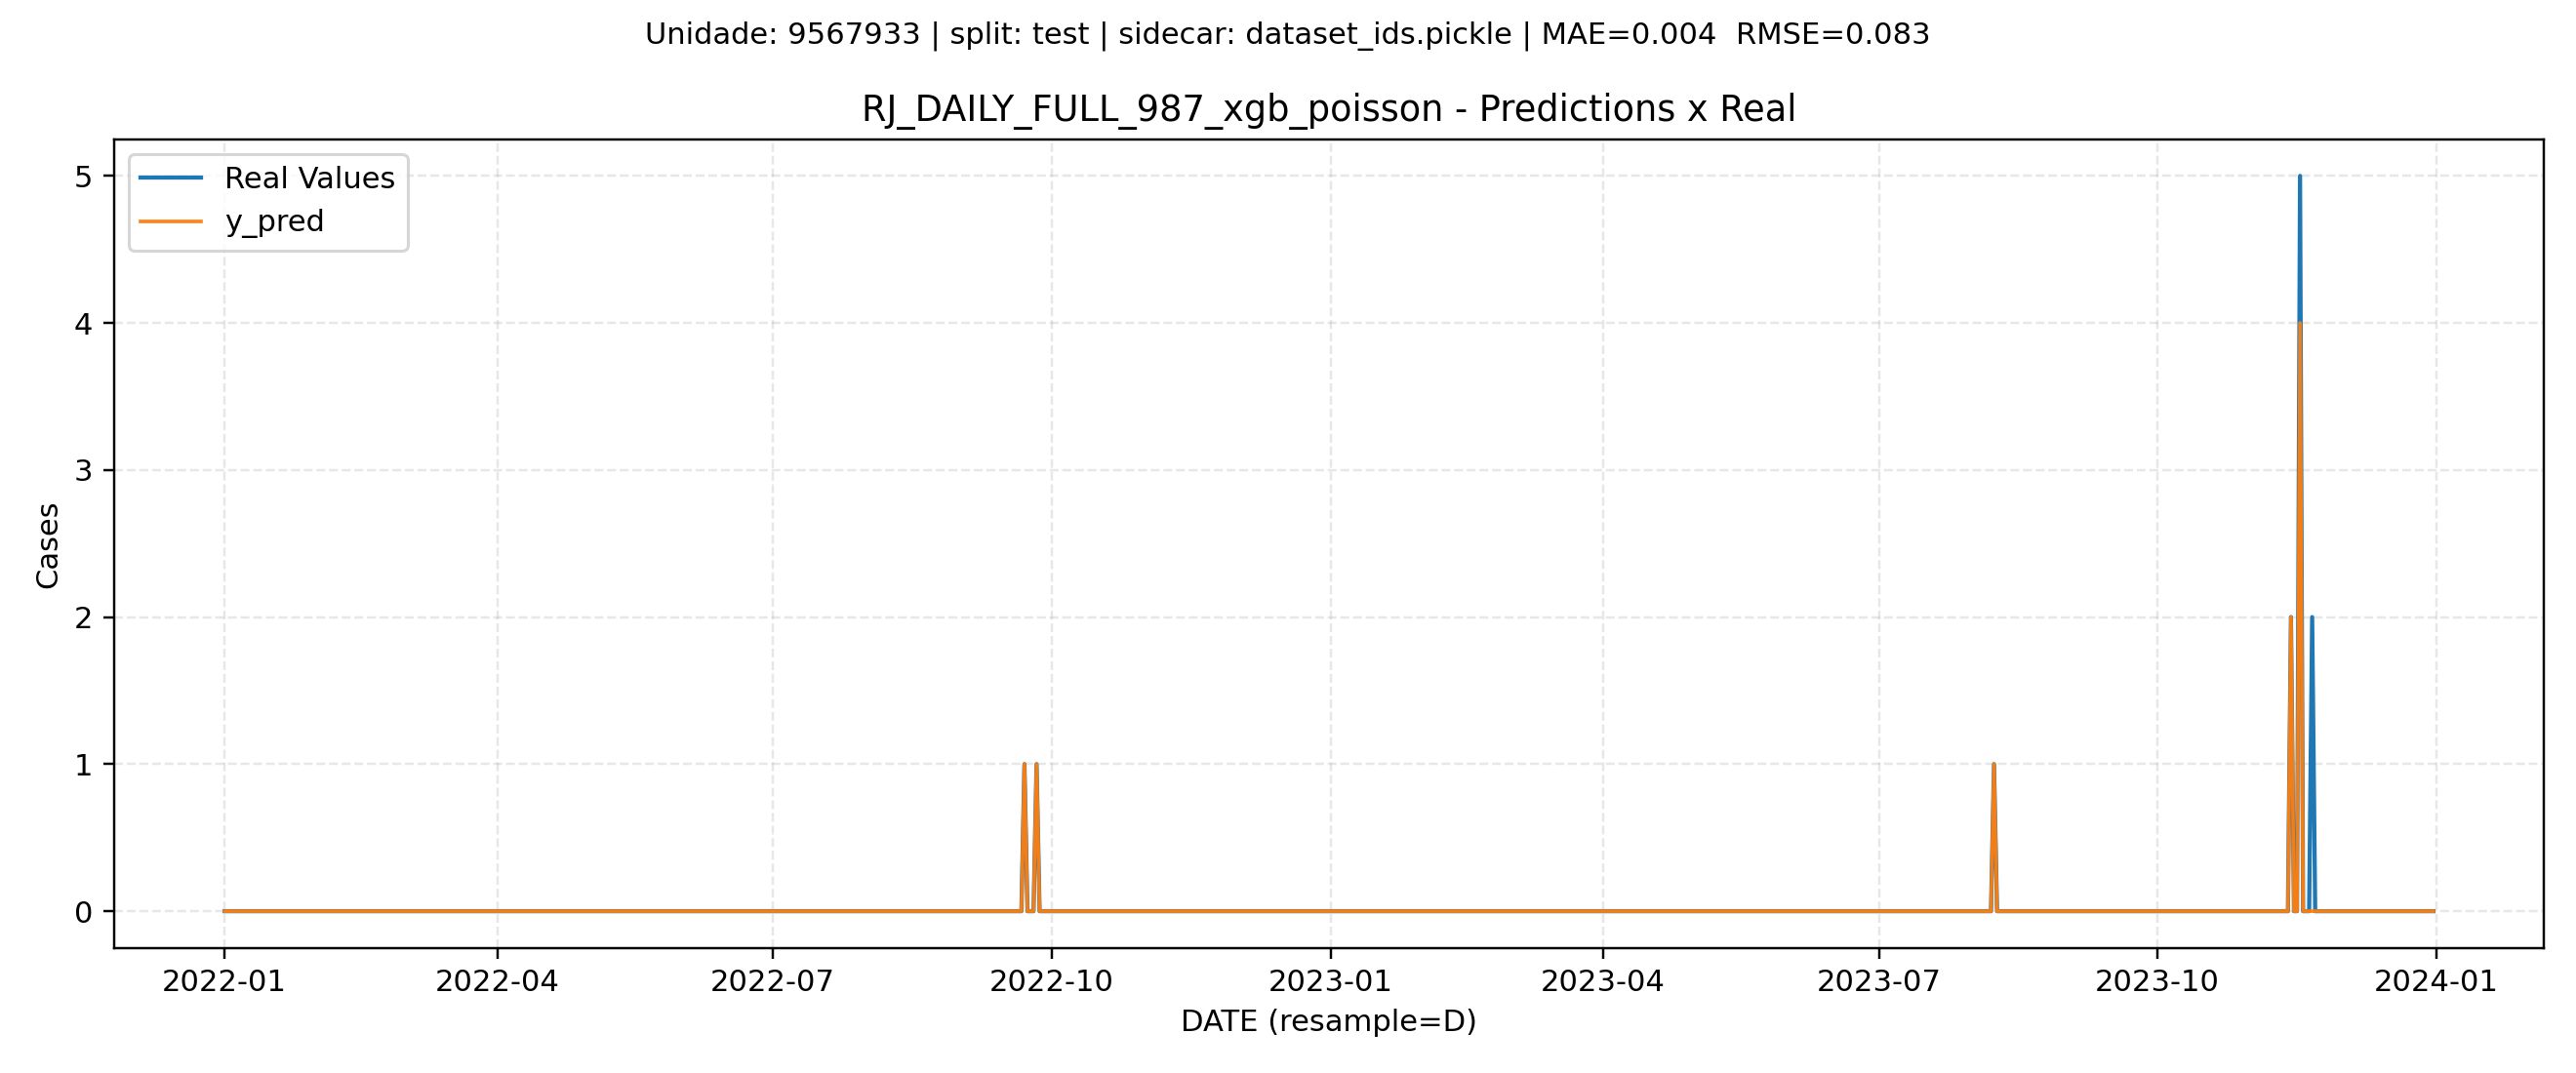 Unidade: 9567933 | split: test | sidecar: dataset_ids.pickle | MAE=0.004  RMSE=0.083
RJ_DAILY_FULL_987_xgb_poisson - Predictions x Real
Real Values
y_pred
5
4
3
2
1
0
Cases
2022-01 2022-04 2022-07 2022-10 2023-01 2023-04 2023-07 2023-10 2024-01
DATE (resample=D)